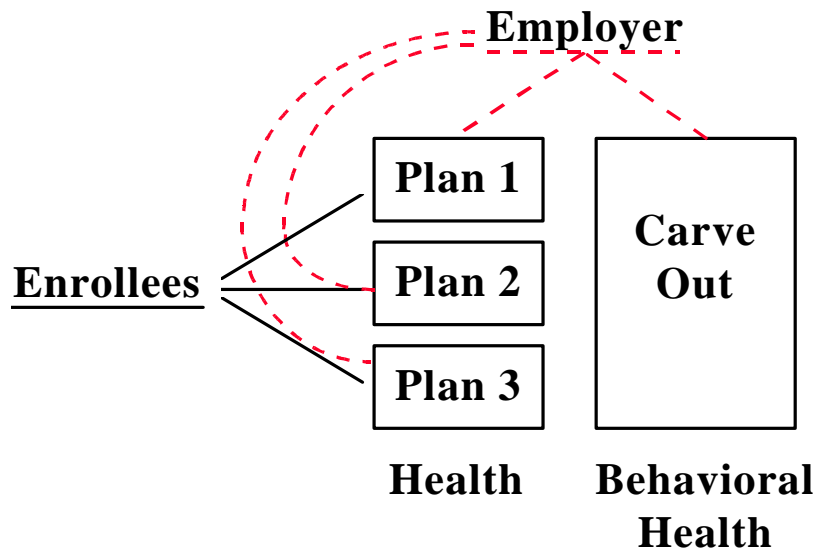 Employer
Plan 1
Carve
Out
Enrollees
Plan 2
Plan 3
Health
Behavioral
Health